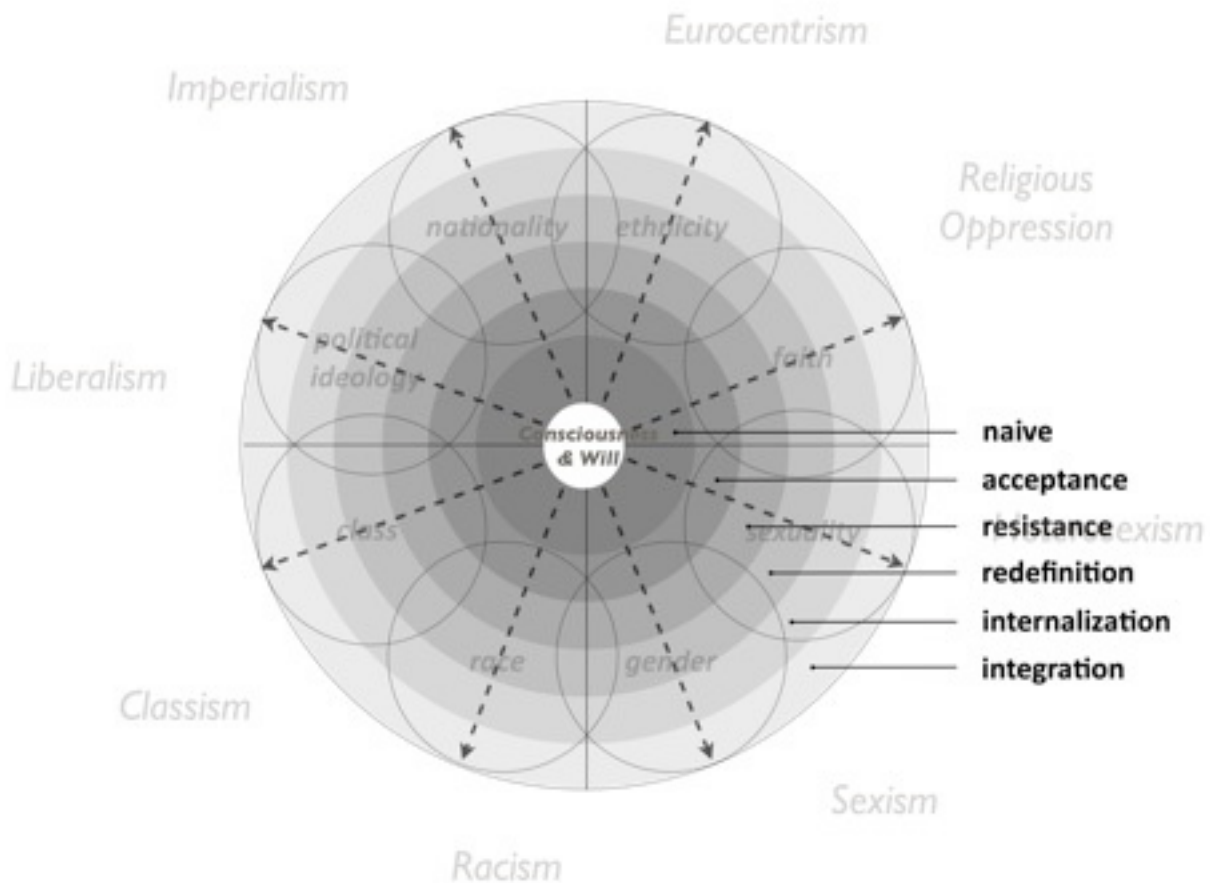 Eurocentrism
Imperialism
Religious
Oppression
nationality
ethnicity
political
ideology
faith
Liberalism
Consciousness
& Will
naive
acceptance
class
sexuality
resistance
redefinition
internalization
race
gender
integration
Classism
Sexism
Racism